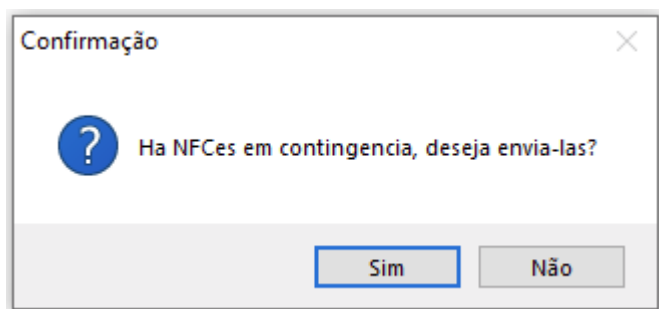 Confirmação
Ha NFCes em contingencia, deseja envia-las?
Sim
Não